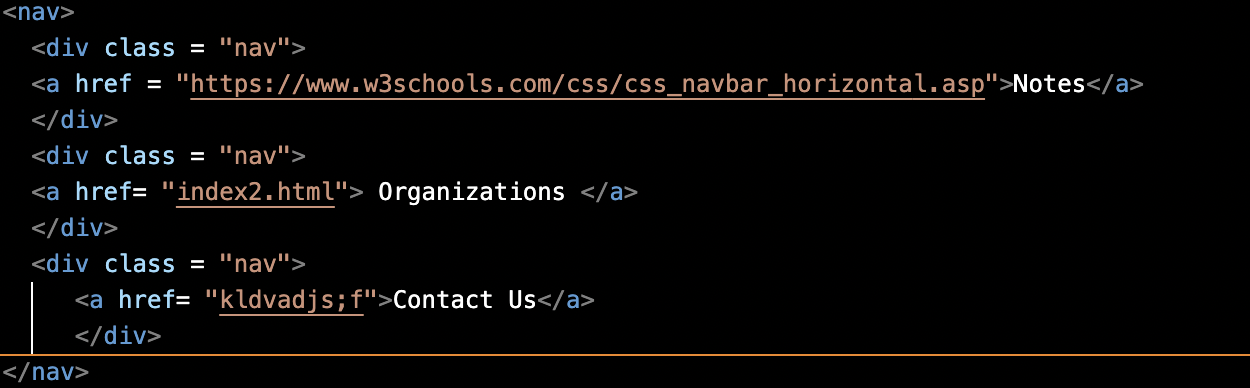 <nav>
<div class = "nav">
<a href = "https://www.w3schools.com/css/css_navbar_horizontal.asp">Notes</a>
</div>
<div class = "nav">
<a href= "index2.html"> Organizations </a>
</div>
<div class = "nav">
<a href= "kldvadjs;f">Contact Us</a>
</div>
</nav>